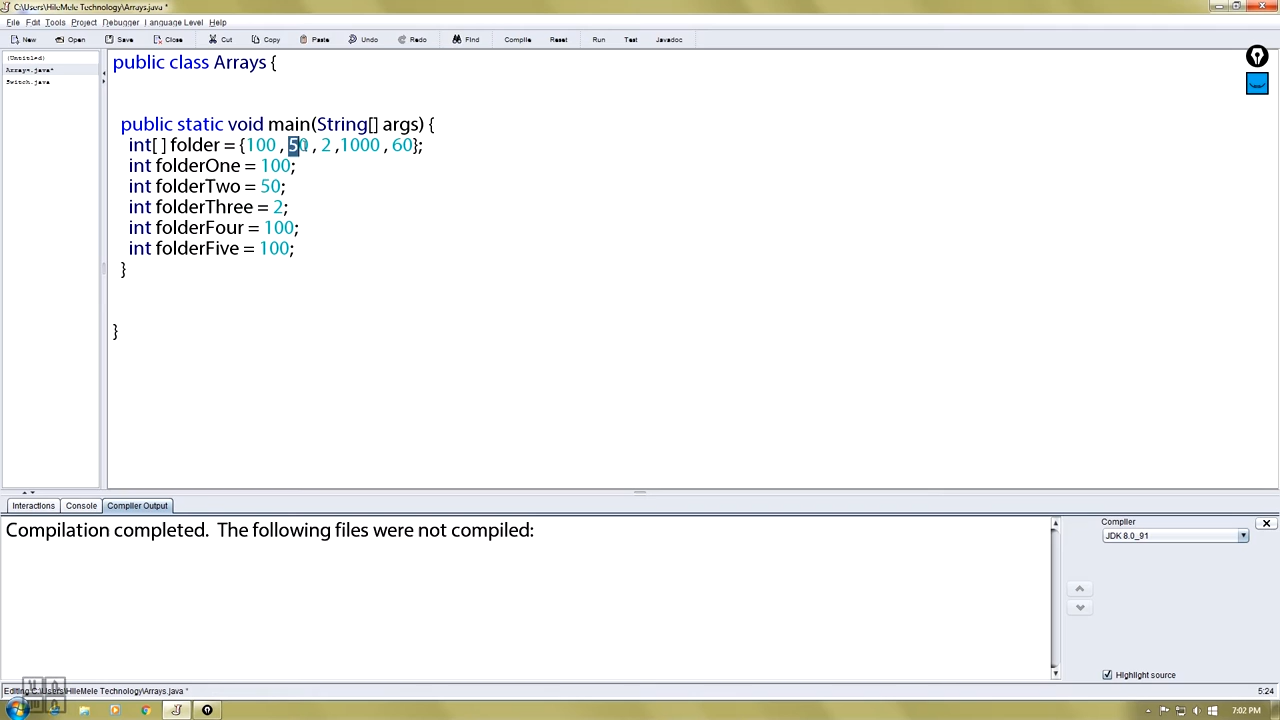 C:\Users\HileMele Technology\Arrays.java *
File Edit Tools Project Debugger Language Level Help
New Open Save Close Cut Copy Paste Undo Redo Find Compile Reset Run Test Javadoc
(Untitled)
Arrays.java*
Switch.java
public class Arrays {
public static void main(String[] args) {
int[ ] folder = {100 , 50 , 2 ,1000 , 60};
int folderOne = 100;
int folderTwo = 50;
int folderThree = 2;
int folderFour = 100;
int folderFive = 100;
}
}
Interactions Console Compiler Output
Compilation completed.  The following files were not compiled:
Compiler
JDK 8.0_91
Highlight source
Editing C:\Users\HileMele Technology\Arrays.java * 5:24
7:02 PM